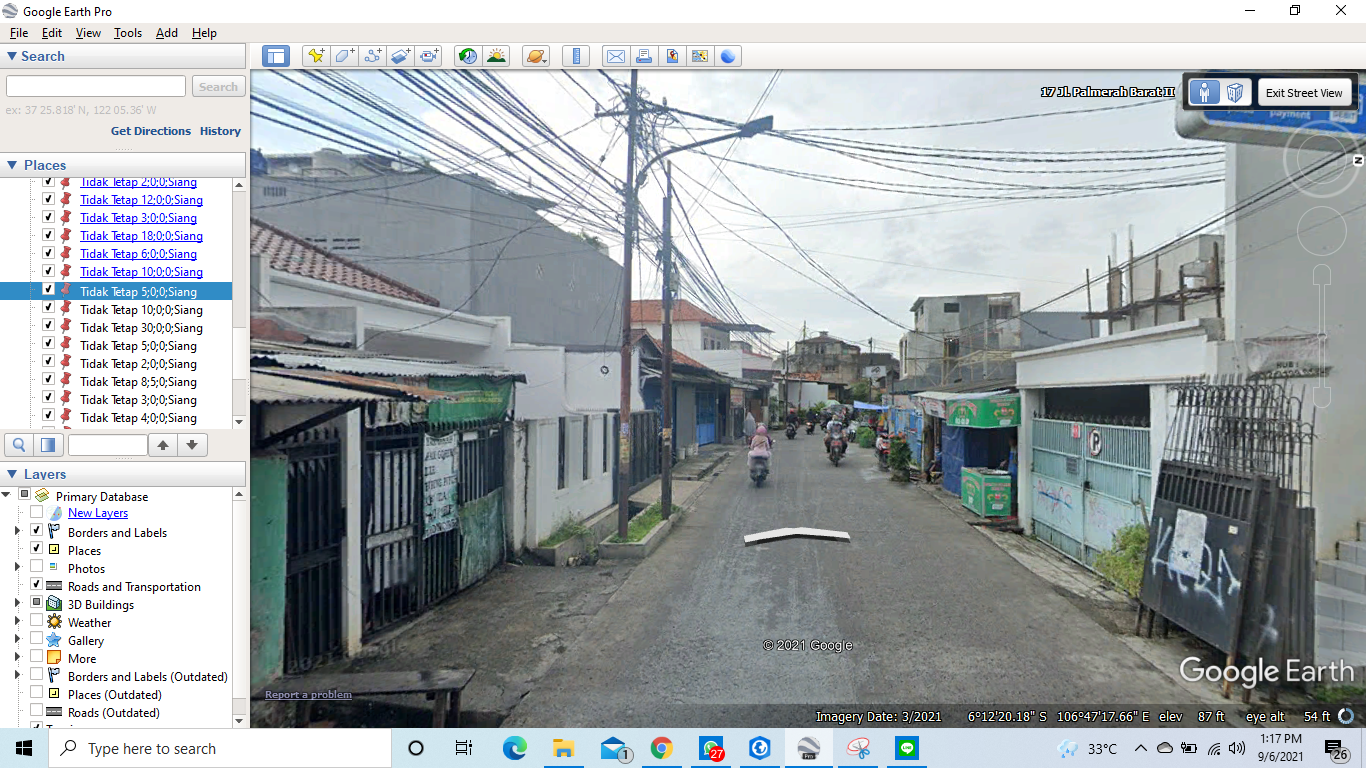 Google Earth Pro
File Edit View Tools Add Help
Search
Search
ex: 37 25.818' N, 122 05.36' W
Get Directions History
Places
Tidak Tetap 2;0;0;Siang
Tidak Tetap 12;0;0;Siang
Tidak Tetap 3;0;0;Siang
Tidak Tetap 18;0;0;Siang
Tidak Tetap 6;0;0;Siang
Tidak Tetap 10;0;0;Siang
Tidak Tetap 5;0;0;Siang
Tidak Tetap 10;0;0;Siang
Tidak Tetap 30;0;0;Siang
Tidak Tetap 5;0;0;Siang
Tidak Tetap 2;0;0;Siang
Tidak Tetap 8;5;0;Siang
Tidak Tetap 3;0;0;Siang
Tidak Tetap 4;0;0;Siang
Layers
Primary Database
New Layers
Borders and Labels
Places
Photos
Roads and Transportation
3D Buildings
Weather
Gallery
More
Borders and Labels (Outdated)
Places (Outdated)
Roads (Outdated)
17 Jl. Palmerah Barat II
Exit Street View
payment
DEBIT
N
HUB :
P
© 2021 Google
Google Earth
Report a problem
Imagery Date: 3/2021 6°12'20.18" S 106°47'17.66" E elev 87 ft eye alt 54 ft
Type here to search
1
27
Pro
33°C
1:17 PM
9/6/2021
26